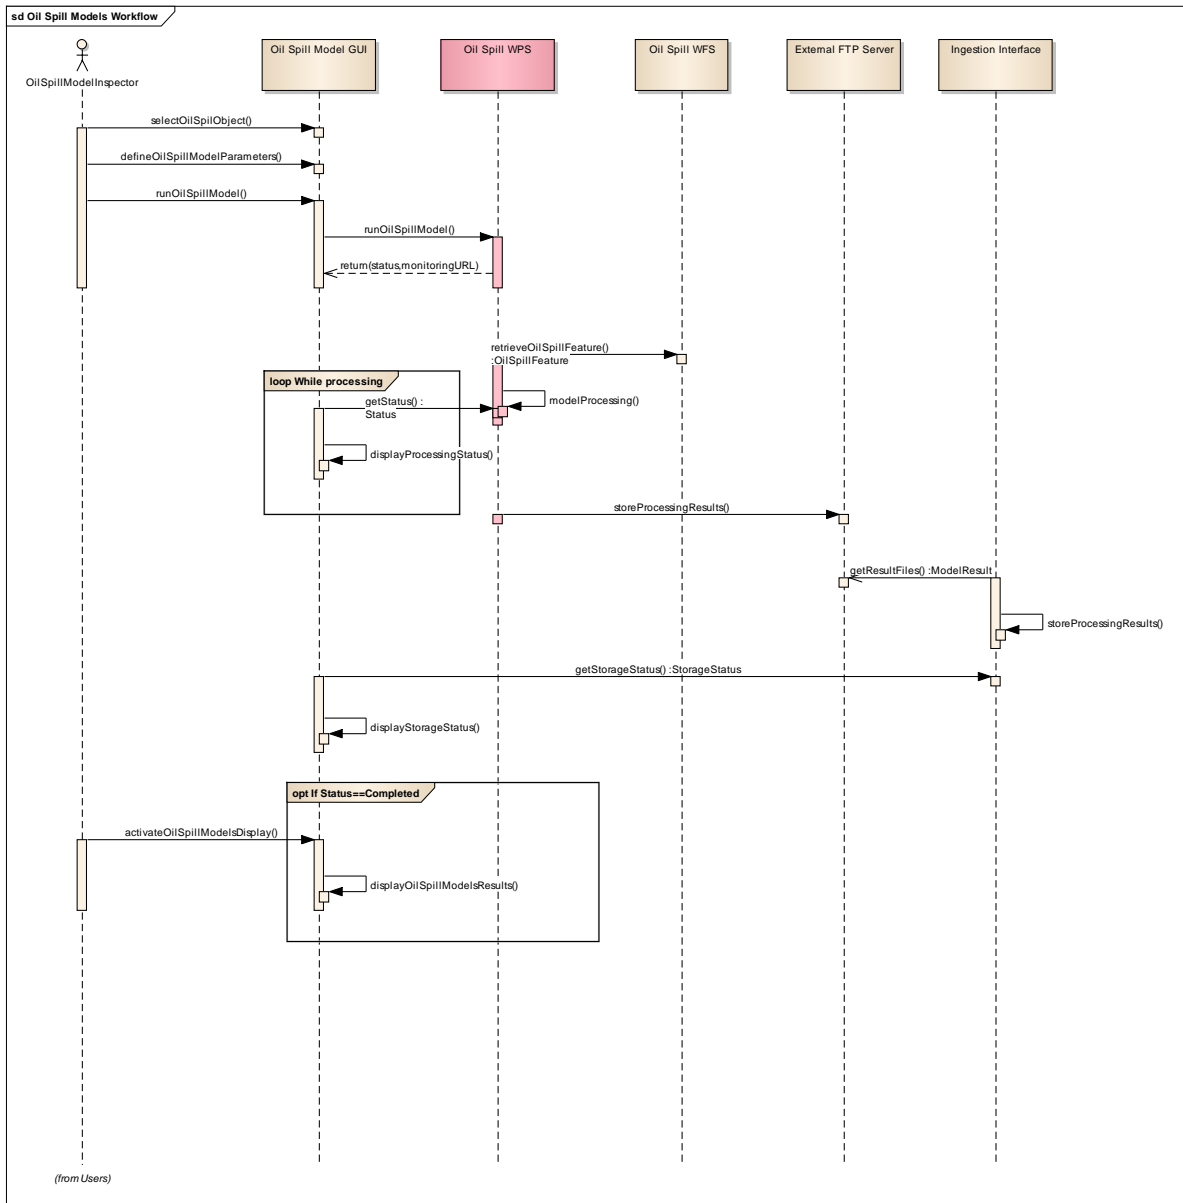 sd Oil Spill Models Workflow
OilSpillModelInspector
Oil Spill Model GUI
Oil Spill WPS
Oil Spill WFS
External FTP Server
Ingestion Interface
selectOilSpilObject()
defineOilSpillModelParameters()
runOilSpillModel()
runOilSpillModel()
return(status,monitoringURL)
retrieveOilSpillFeature()
:OilSpillFeature
loop While processing
modelProcessing()
getStatus() :
Status
displayProcessingStatus()
storeProcessingResults()
getResultFiles() :ModelResult
storeProcessingResults()
getStorageStatus() :StorageStatus
displayStorageStatus()
opt If Status==Completed
activateOilSpillModelsDisplay()
displayOilSpillModelsResults()
(from Users)